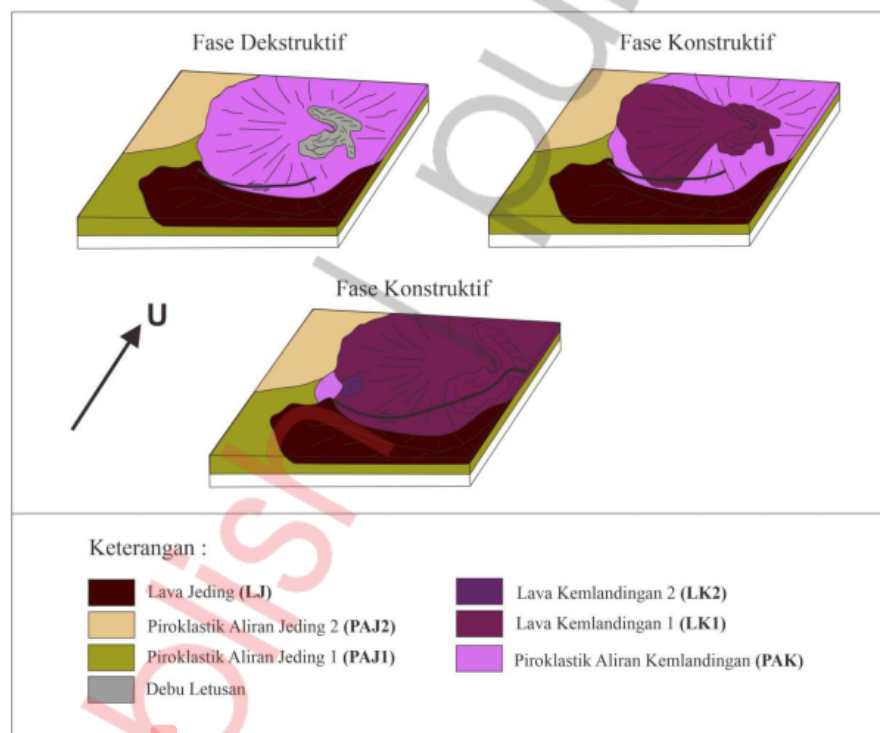 Fase Dekstruktif
Fase Konstruktif
Fase Konstruktif
U
Keterangan :
Lava Jeding (LJ)
Piroklastik Aliran Jeding 2 (PAJ2)
Piroklastik Aliran Jeding 1 (PAJ1)
Debu Letusan
Lava Kemlandingan 2 (LK2)
Lava Kemlandingan 1 (LK1)
Piroklastik Aliran Kemlandingan (PAK)